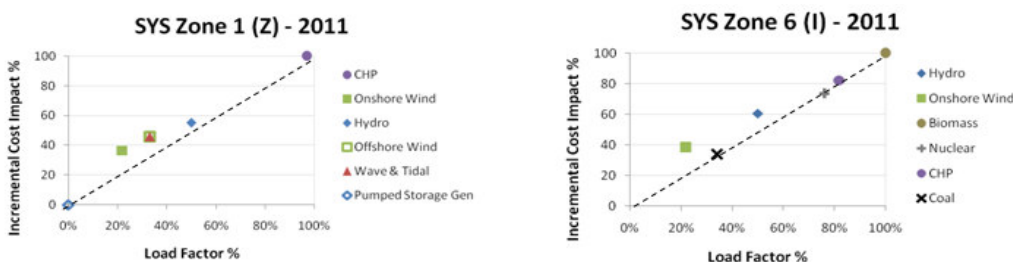 SYS Zone 1 (Z) - 2011
Incremental Cost Impact %
100
80
60
40
20
0
0%
20%
40%
60%
80%
100%
Load Factor %
CHP
Onshore Wind
Hydro
Offshore Wind
Wave & Tidal
Pumped Storage Gen
SYS Zone 6 (I) - 2011
Incremental Cost Impact %
100
80
60
40
20
0
0%
20%
40%
60%
80%
100%
Load Factor %
Hydro
Onshore Wind
Biomass
Nuclear
CHP
Coal